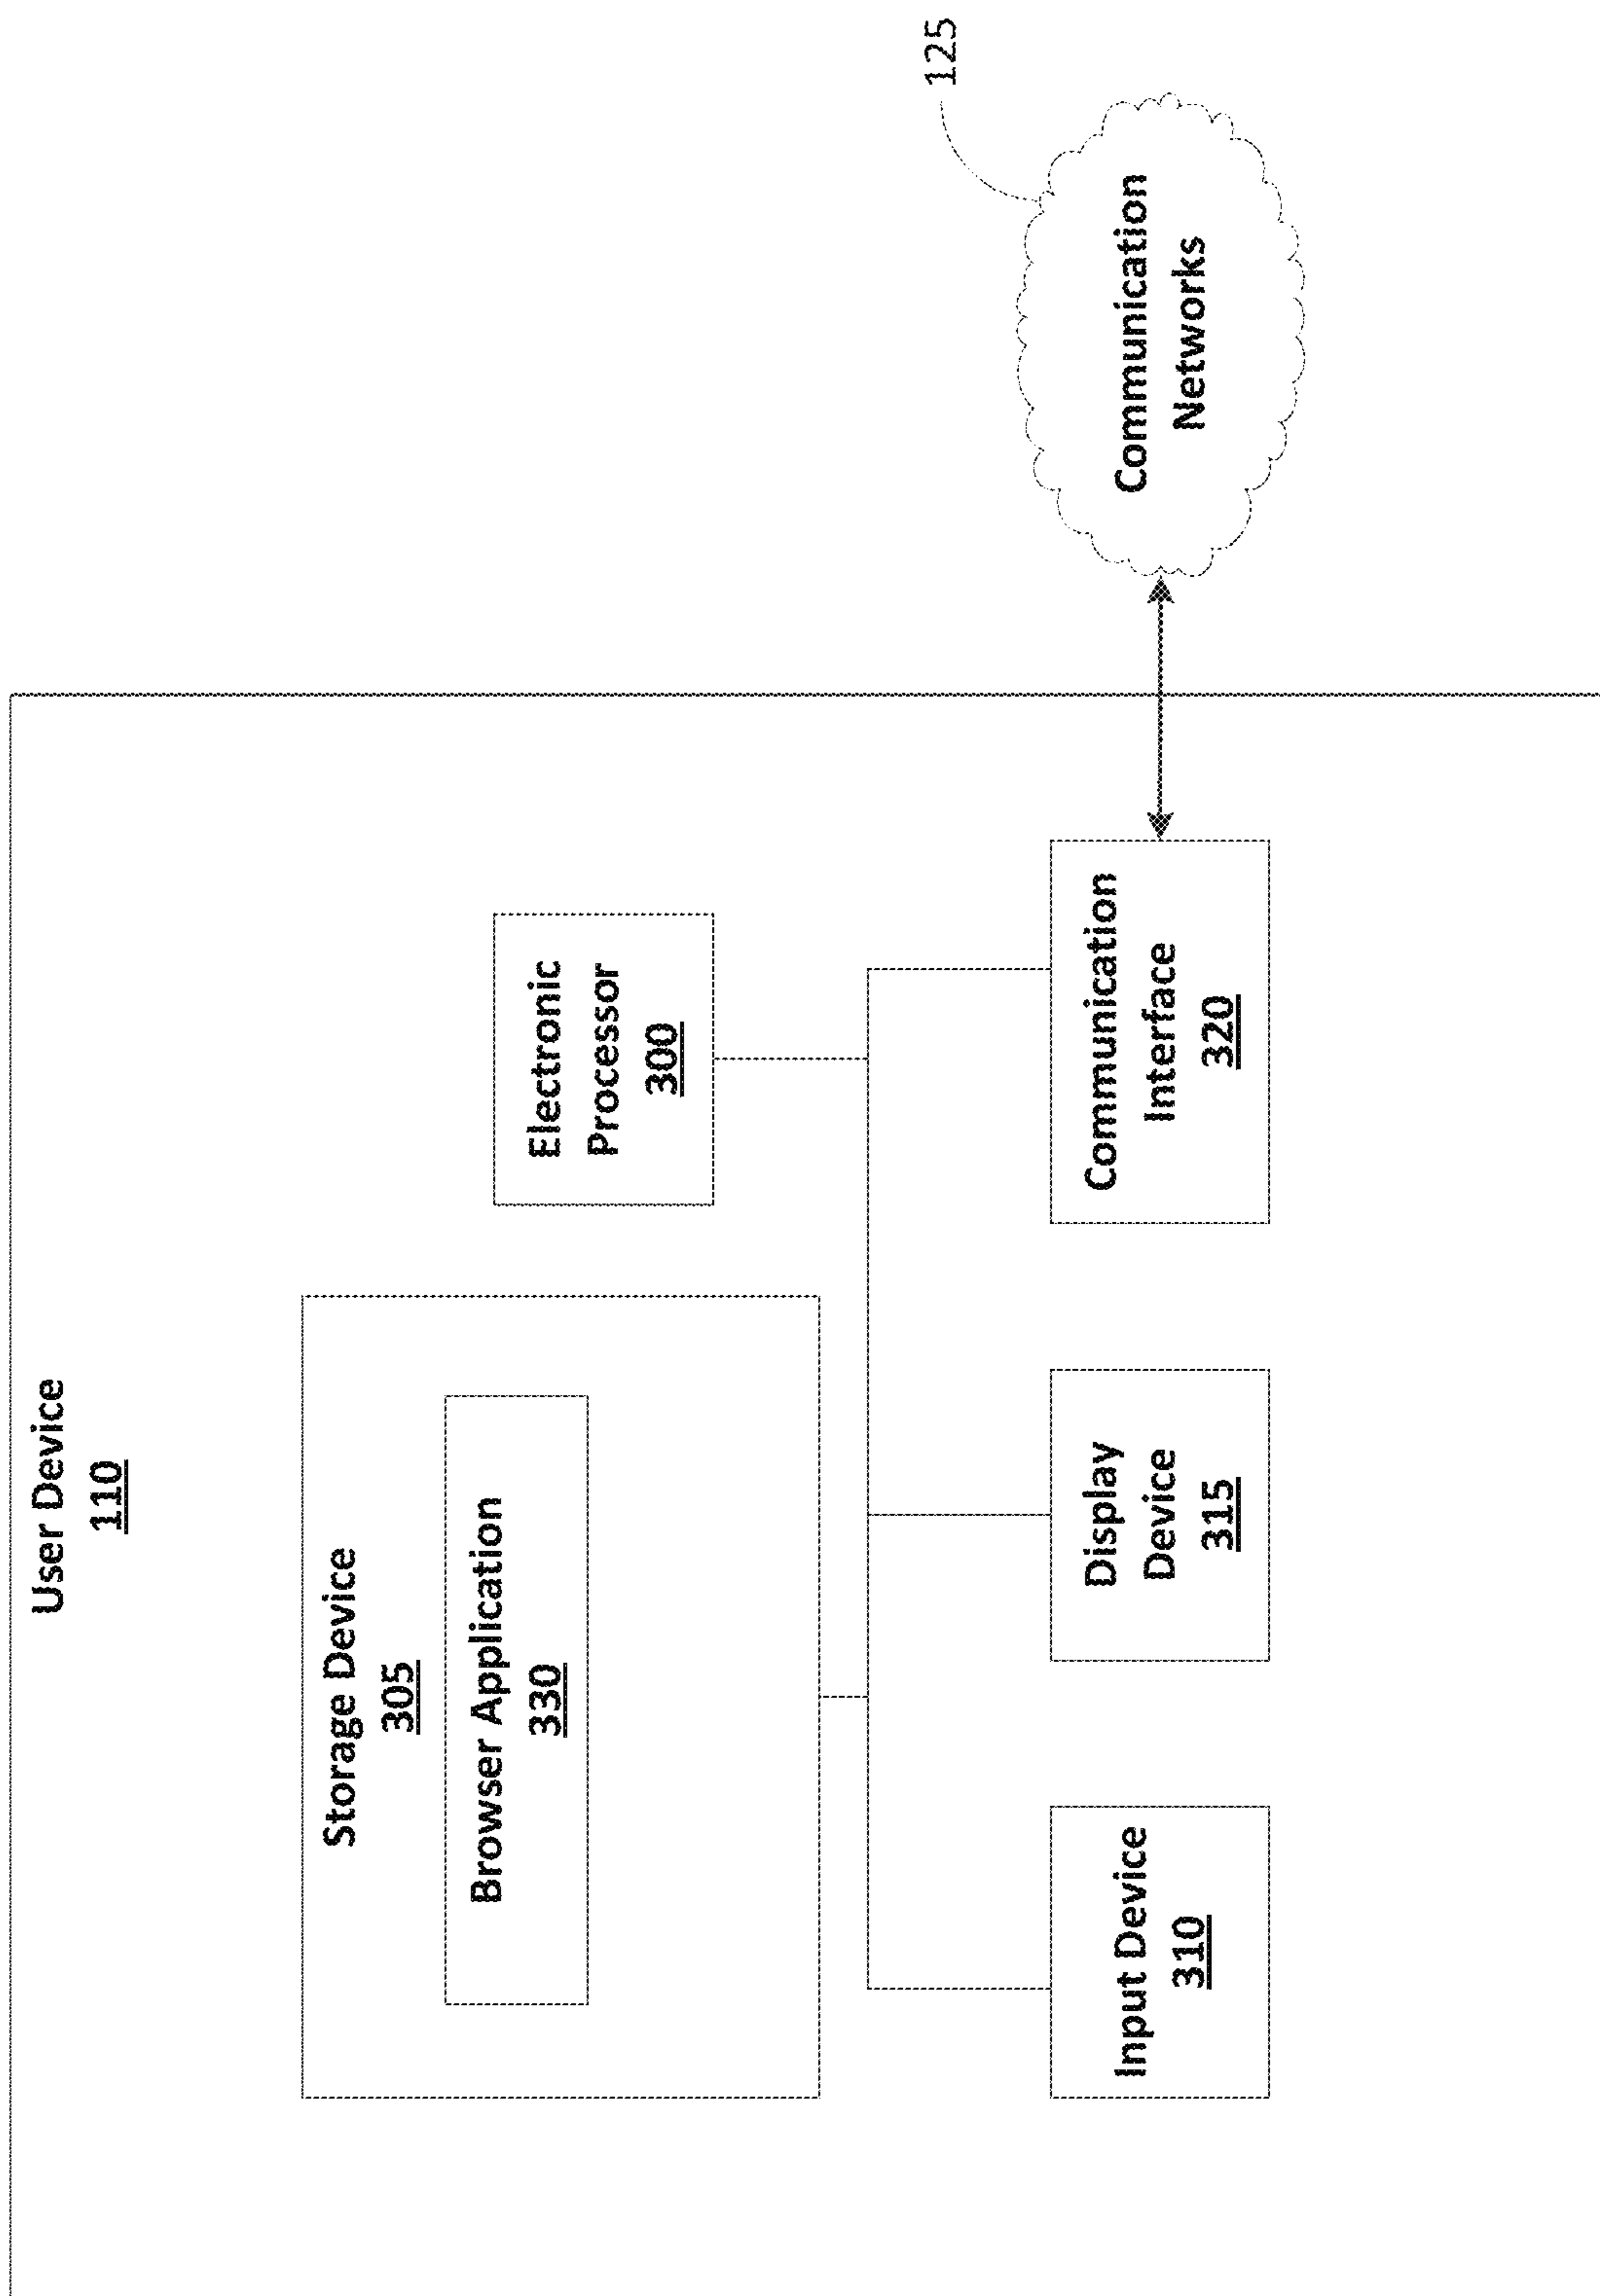 User Device
110
Storage Device
305
Browser Application
330
Electronic
Processor
300
Input Device
310
Display
Device
315
Communication
Interface
320
Communication
Networks
125